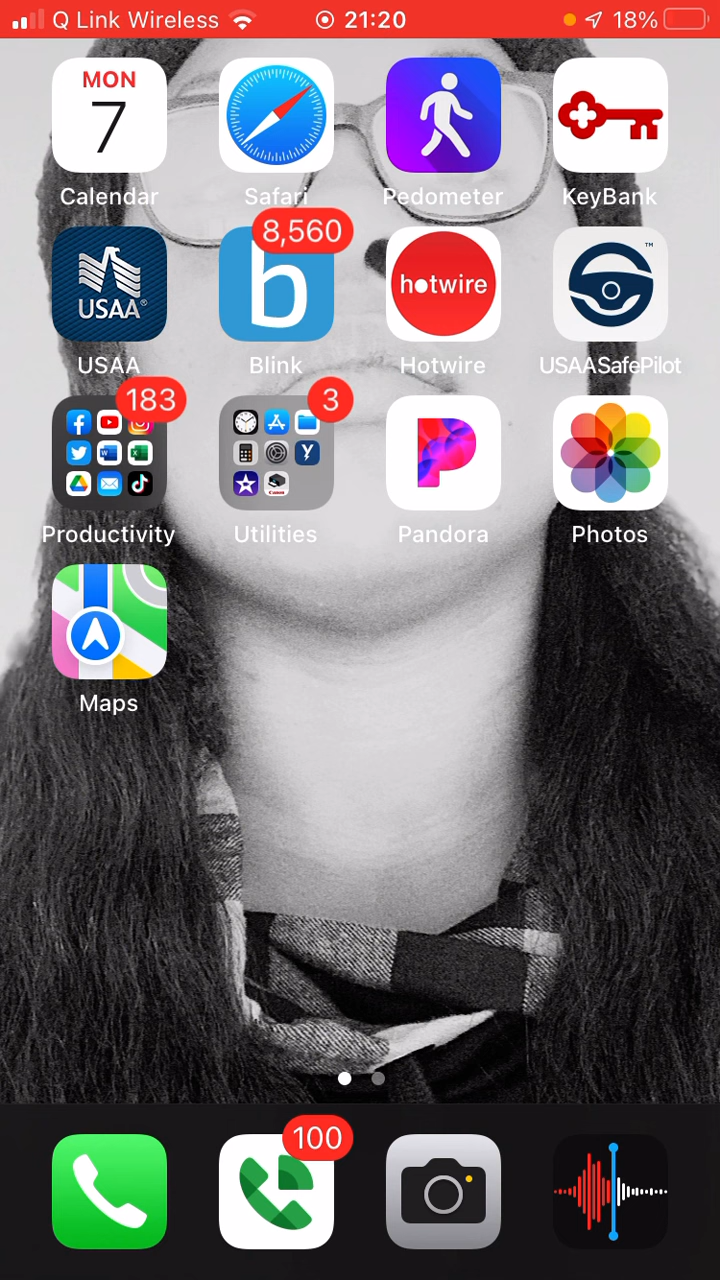 Q Link Wireless 21:20 18%
MON
7
hotwire
USAA®
b
8,560
™
Calendar Safari Pedometer KeyBank
USAA Blink Hotwire USAASafePilot
183 3
Productivity Utilities Pandora Photos
Maps
100